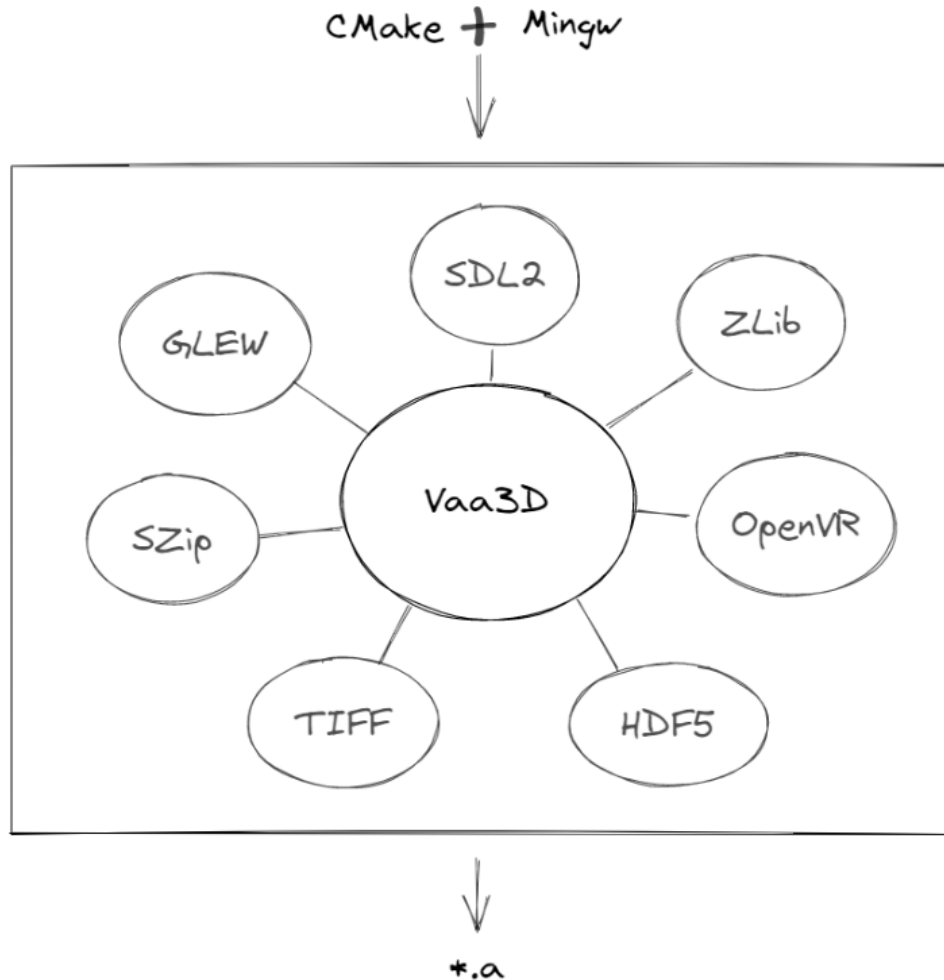 CMake + Mingw
SDL2
ZLib
GLEW
Vaa3D
OpenVR
SZip
TIFF
HDF5
*.a